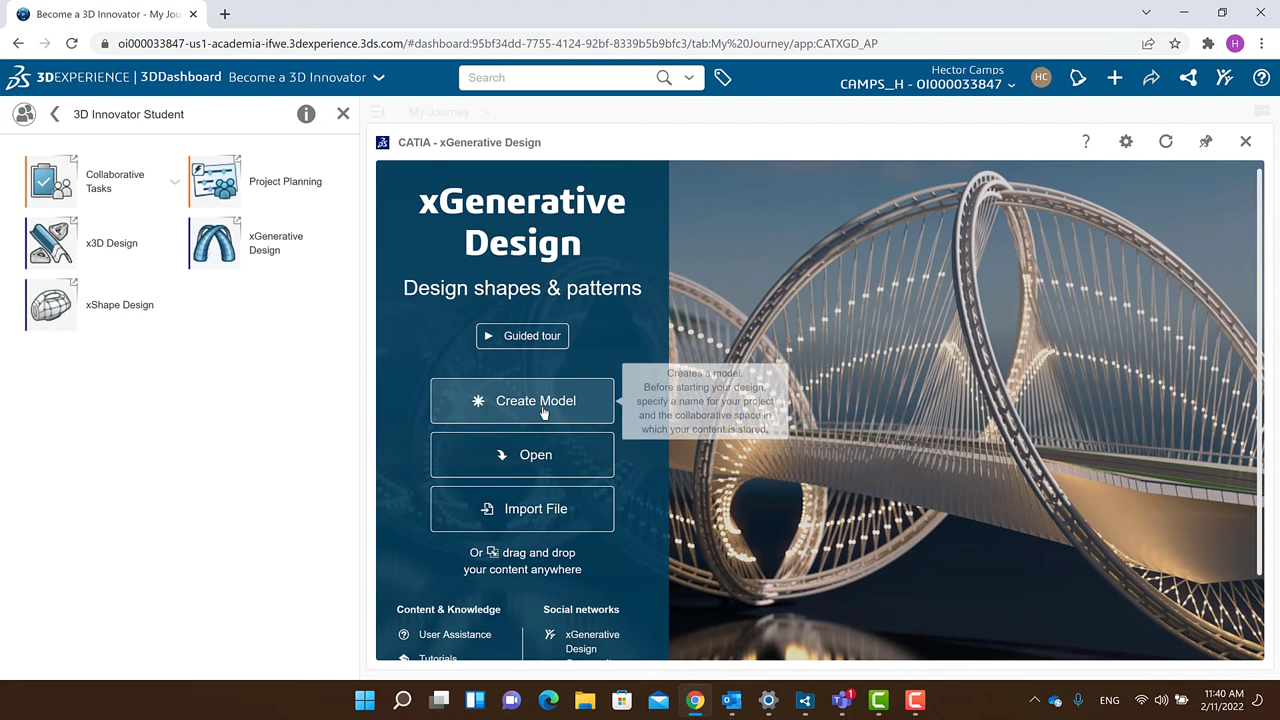 Become a 3D Innovator - My Jour
oi000033847-us1-academia-ifwe.3dexperience.3ds.com/#dashboard:95bf34dd-7755-4124-92bf-8339b5b9bfc3/tab:My%20Journey/app:CATXGD_AP
H
3DEXPERIENCE | 3DDashboard Become a 3D Innovator
Search
Hector Camps
CAMPS_H - OI000033847
HC
3D Innovator Student
My Journey
CATIA - xGenerative Design
Collaborative
Tasks
Project Planning
x3D Design
xGenerative
Design
xShape Design
xGenerative
Design
Design shapes & patterns
Guided tour
Create Model
Creates a model.
Before starting your design,
specify a name for your project
and the collaborative space in
which your content is stored.
Open
Import File
Or drag and drop
your content anywhere
Content & Knowledge
Social networks
User Assistance
xGenerative
Design
Tutorials
ENG
11:40 AM
2/11/2022
1